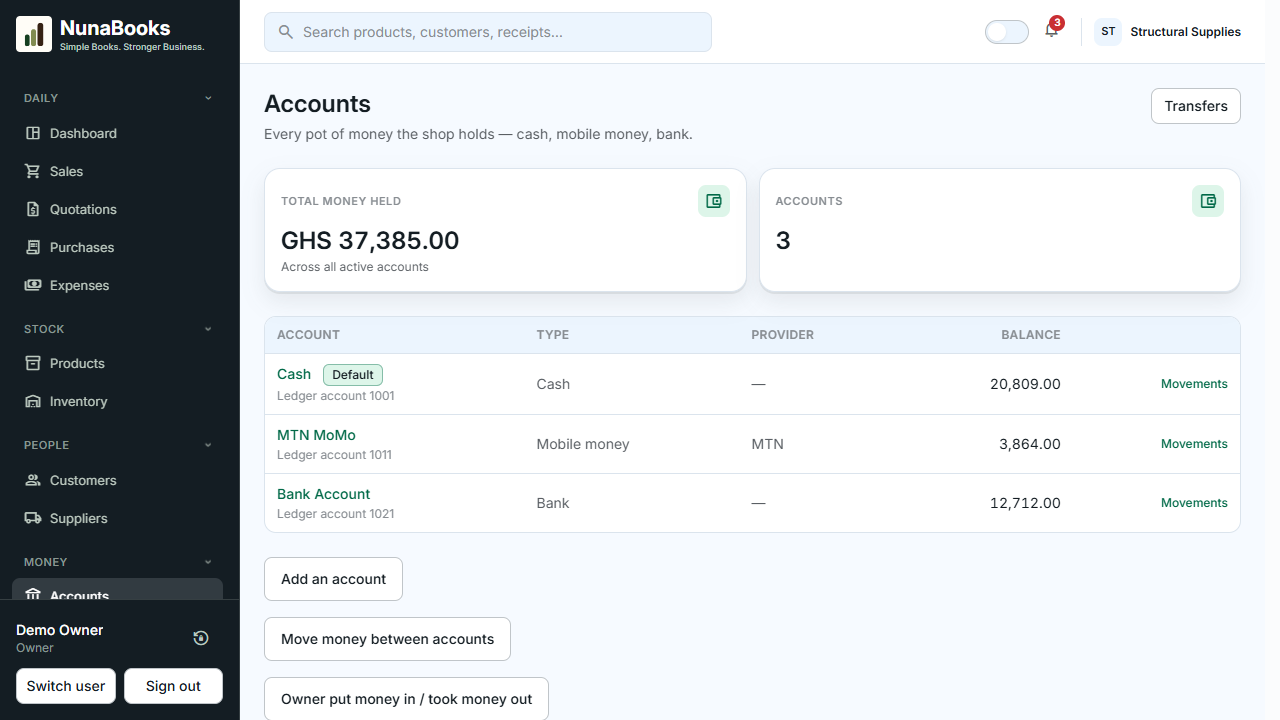 NunaBooks
Simple Books. Stronger Business.
DAILY
Dashboard
Sales
Quotations
Purchases
Expenses
STOCK
Products
Inventory
PEOPLE
Customers
Suppliers
MONEY
Accounts
Demo Owner
Owner
Switch user
Sign out
Search products, customers, receipts...
3
ST
Structural Supplies
Accounts
Every pot of money the shop holds — cash, mobile money, bank.
Transfers
TOTAL MONEY HELD
GHS 37,385.00
Across all active accounts
ACCOUNTS
3
ACCOUNT TYPE PROVIDER BALANCE
Cash Default
Ledger account 1001
Cash — 20,809.00 Movements
MTN MoMo
Ledger account 1011
Mobile money MTN 3,864.00 Movements
Bank Account
Ledger account 1021
Bank — 12,712.00 Movements
Add an account
Move money between accounts
Owner put money in / took money out